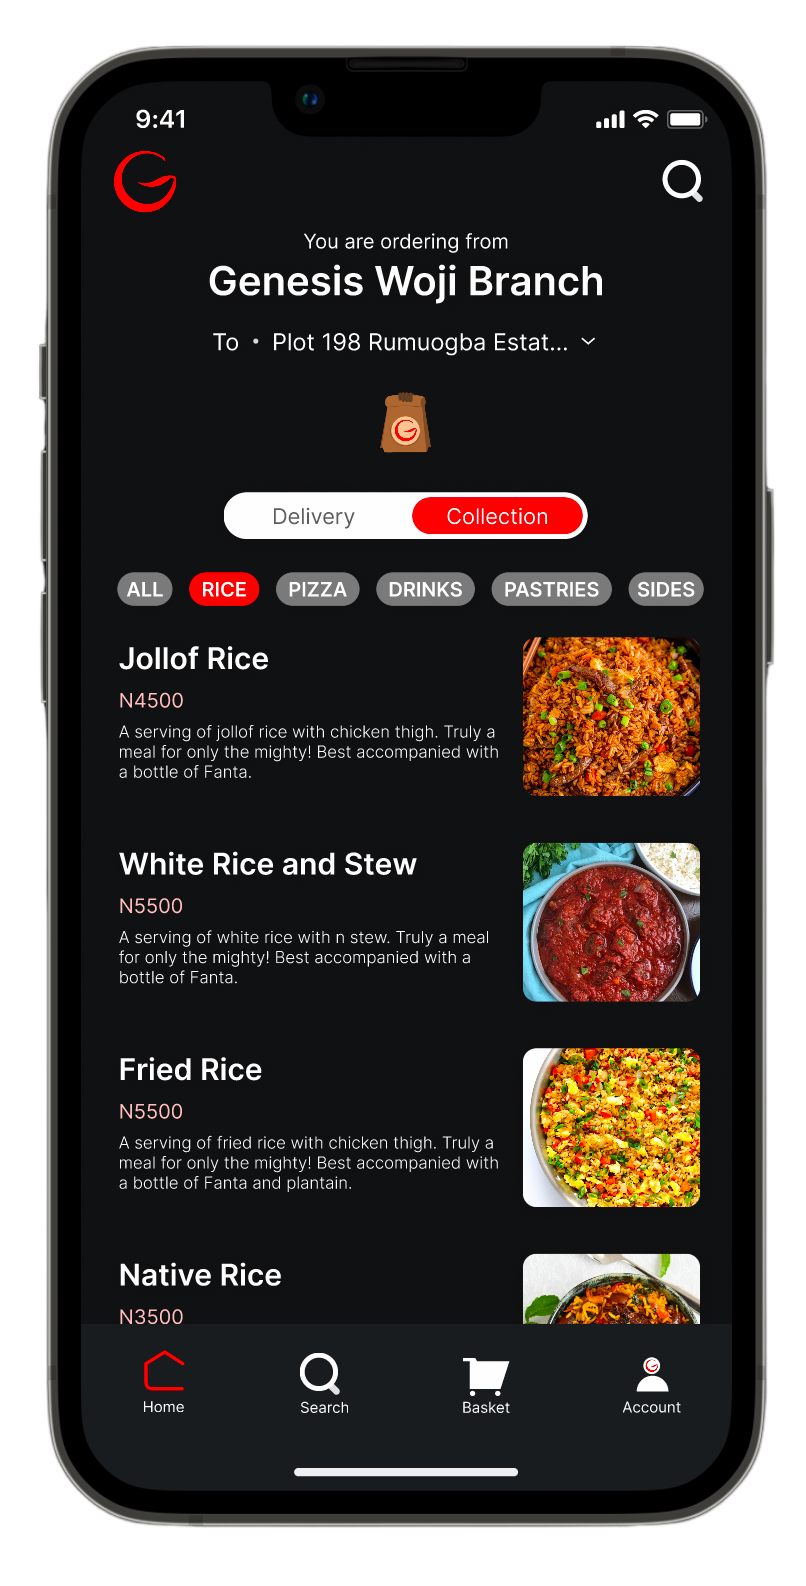 9:41
You are ordering from
Genesis Woji Branch
To • Plot 198 Rumuogba Estat...
Delivery
Collection
ALL
RICE
PIZZA
DRINKS
PASTRIES
SIDES
Jollof Rice
N4500
A serving of jollof rice with chicken thigh. Truly a
meal for only the mighty! Best accompanied with
a bottle of Fanta.
White Rice and Stew
N5500
A serving of white rice with n stew. Truly a meal
for only the mighty! Best accompanied with a
bottle of Fanta.
Fried Rice
N5500
A serving of fried rice with chicken thigh. Truly a
meal for only the mighty! Best accompanied with
a bottle of Fanta and plantain.
Native Rice
N3500
Home
Search
Basket
Account